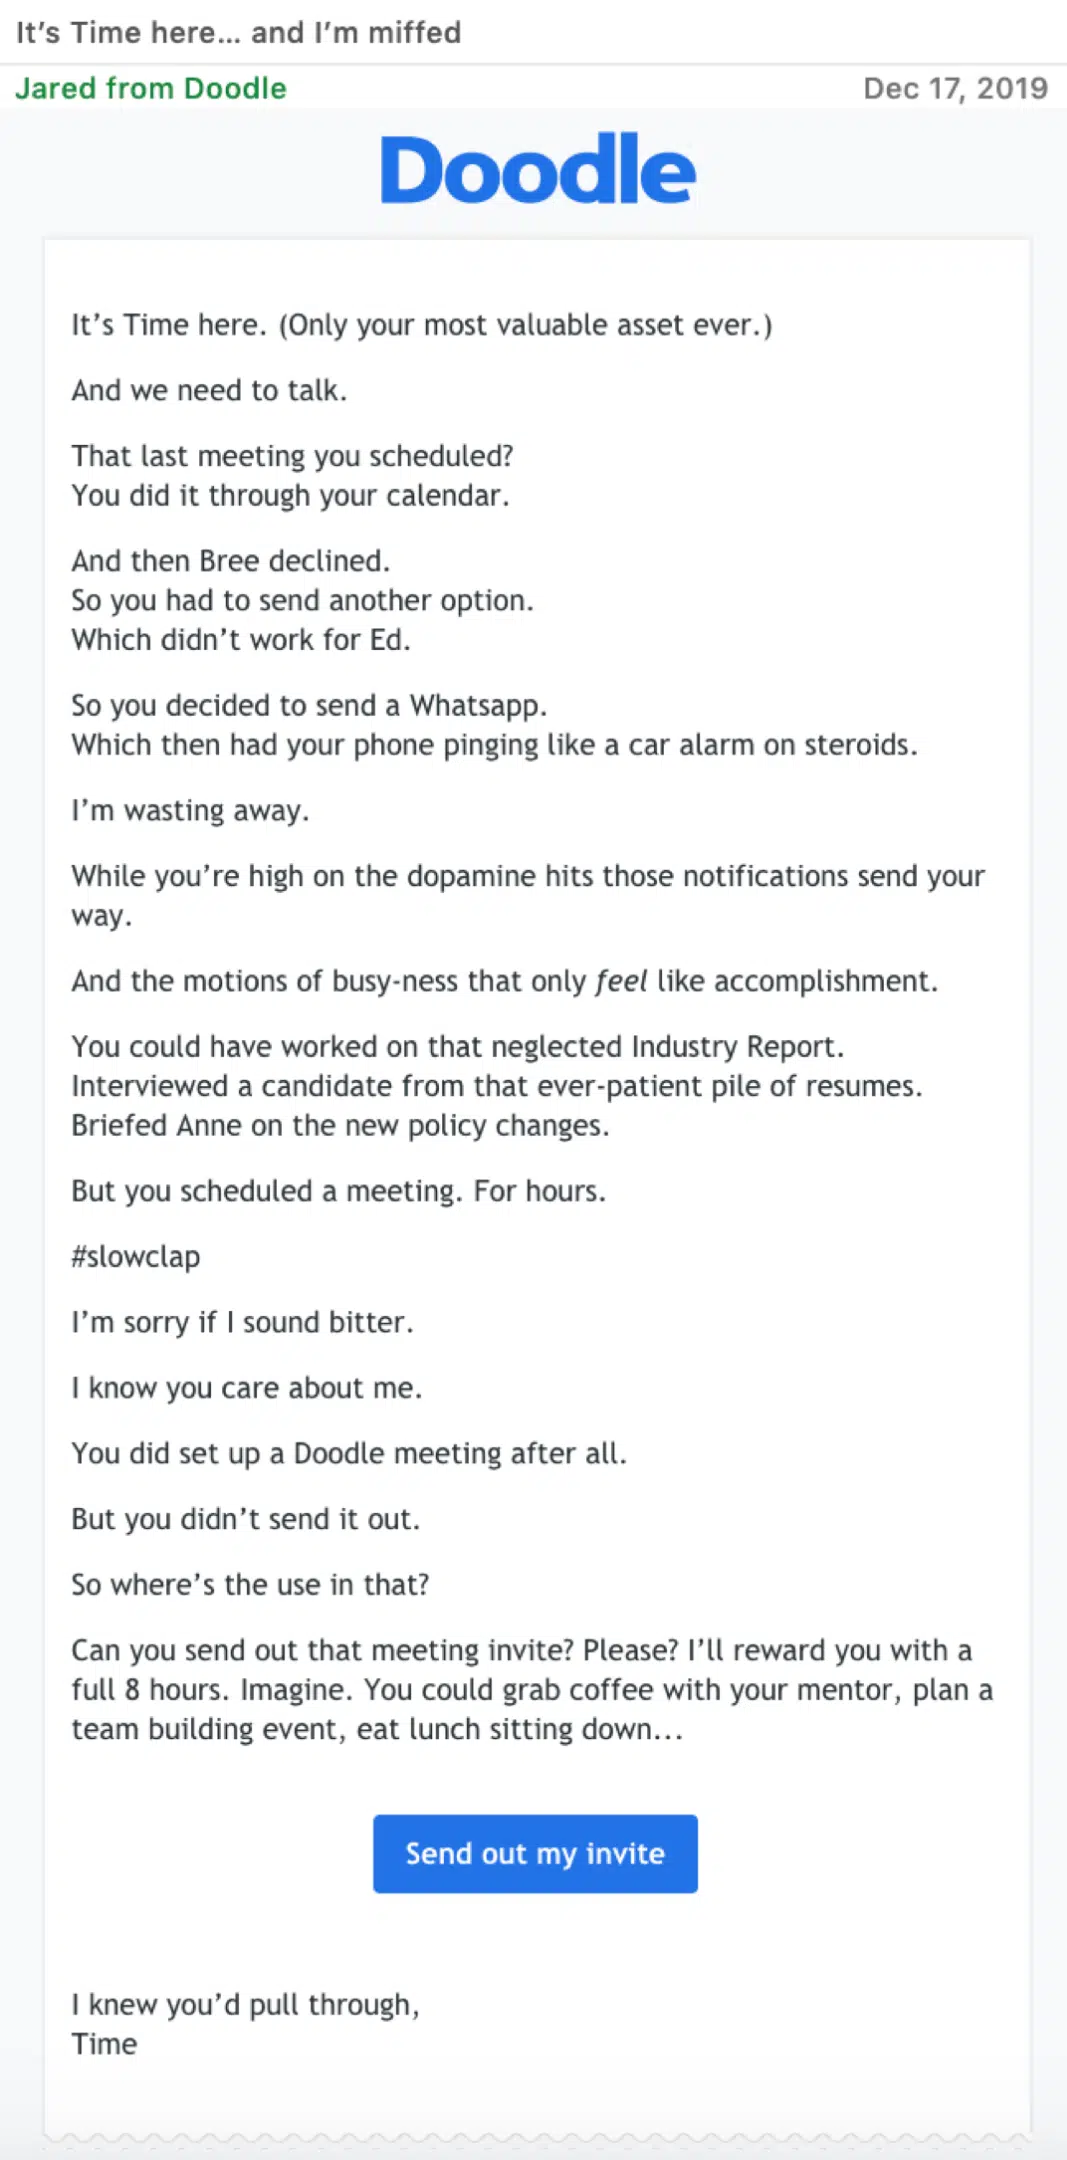 It’s Time here... and I’m miffed
Jared from Doodle
Dec 17, 2019
Doodle
It’s Time here. (Only your most valuable asset ever.)
And we need to talk.
That last meeting you scheduled?
You did it through your calendar.
And then Bree declined.
So you had to send another option.
Which didn’t work for Ed.
So you decided to send a Whatsapp.
Which then had your phone pinging like a car alarm on steroids.
I’m wasting away.
While you’re high on the dopamine hits those notifications send your
way.
And the motions of busy-ness that only feel like accomplishment.
You could have worked on that neglected Industry Report.
Interviewed a candidate from that ever-patient pile of resumes.
Briefed Anne on the new policy changes.
But you scheduled a meeting. For hours.
#slowclap
I’m sorry if I sound bitter.
I know you care about me.
You did set up a Doodle meeting after all.
But you didn’t send it out.
So where’s the use in that?
Can you send out that meeting invite? Please? I’ll reward you with a
full 8 hours. Imagine. You could grab coffee with your mentor, plan a
team building event, eat lunch sitting down...
Send out my invite
I knew you’d pull through,
Time